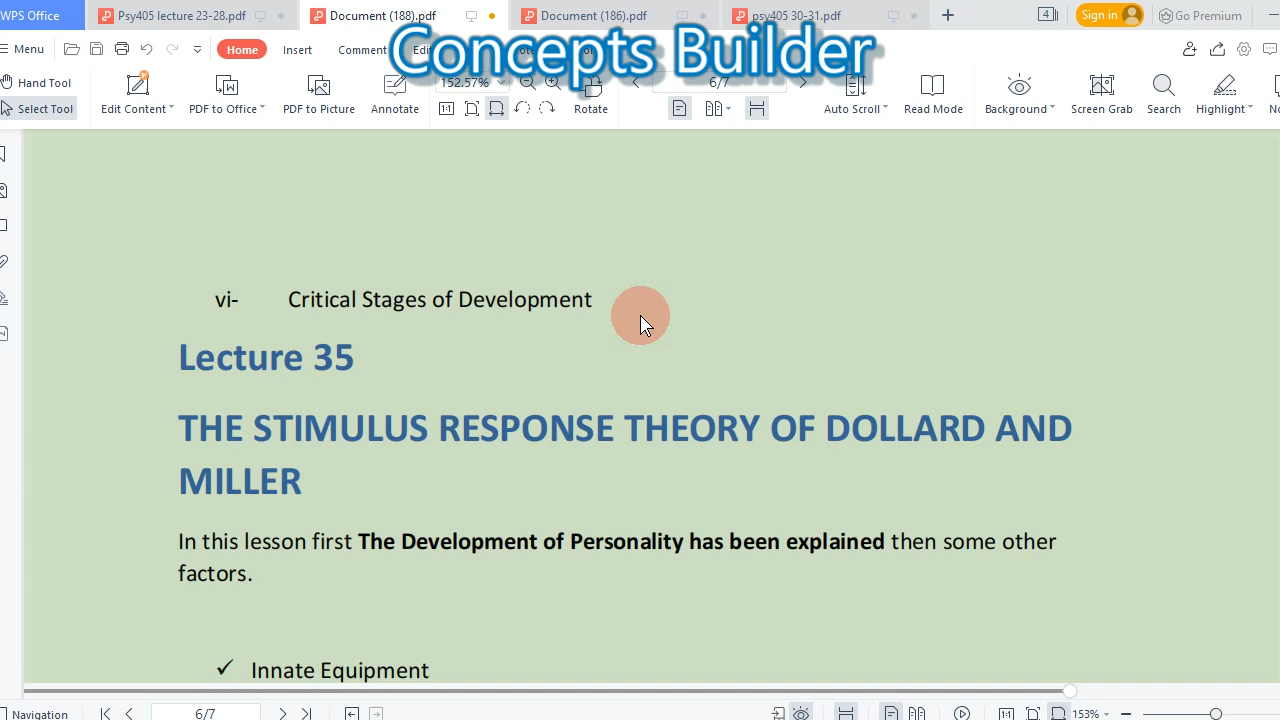 WPS Office Psy405 lecture 23-28.pdf Document (188).pdf Document (186).pdf psy405 30-31.pdf 4 Sign in Go Premium
Menu Home Insert Comment
Concepts Builder
Hand Tool 152.57% 6/7
Select Tool Edit Content PDF to Office PDF to Picture Annotate Rotate Auto Scroll Read Mode Background Screen Grab Search Highlight
vi- Critical Stages of Development
Lecture 35
THE STIMULUS RESPONSE THEORY OF DOLLARD AND
MILLER
In this lesson first The Development of Personality has been explained then some other
factors.
✓ Innate Equipment
Navigation 6/7 153%